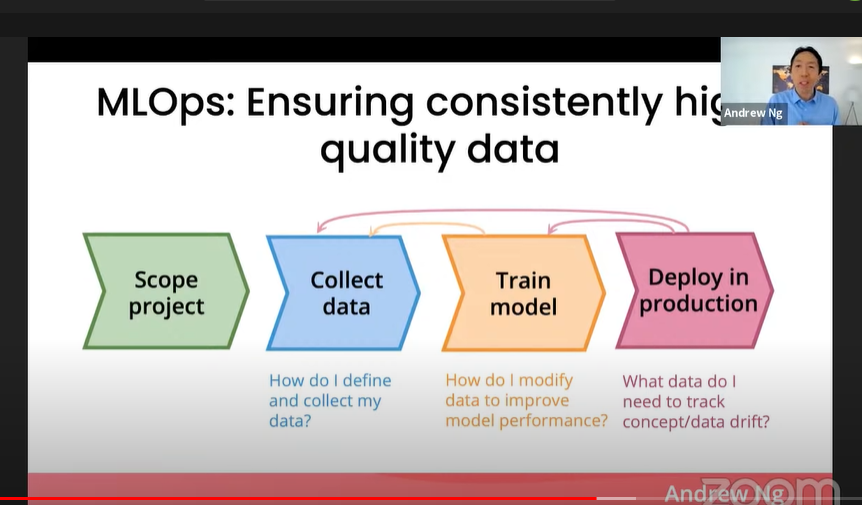 MLOps: Ensuring consistently hig
quality data
Andrew Ng
Scope
project
Collect
data
Train
model
Deploy in
production
How do I define
and collect my
data?
How do I modify
data to improve
model performance?
What data do I
need to track
concept/data drift?
Andrew Ng
zoom